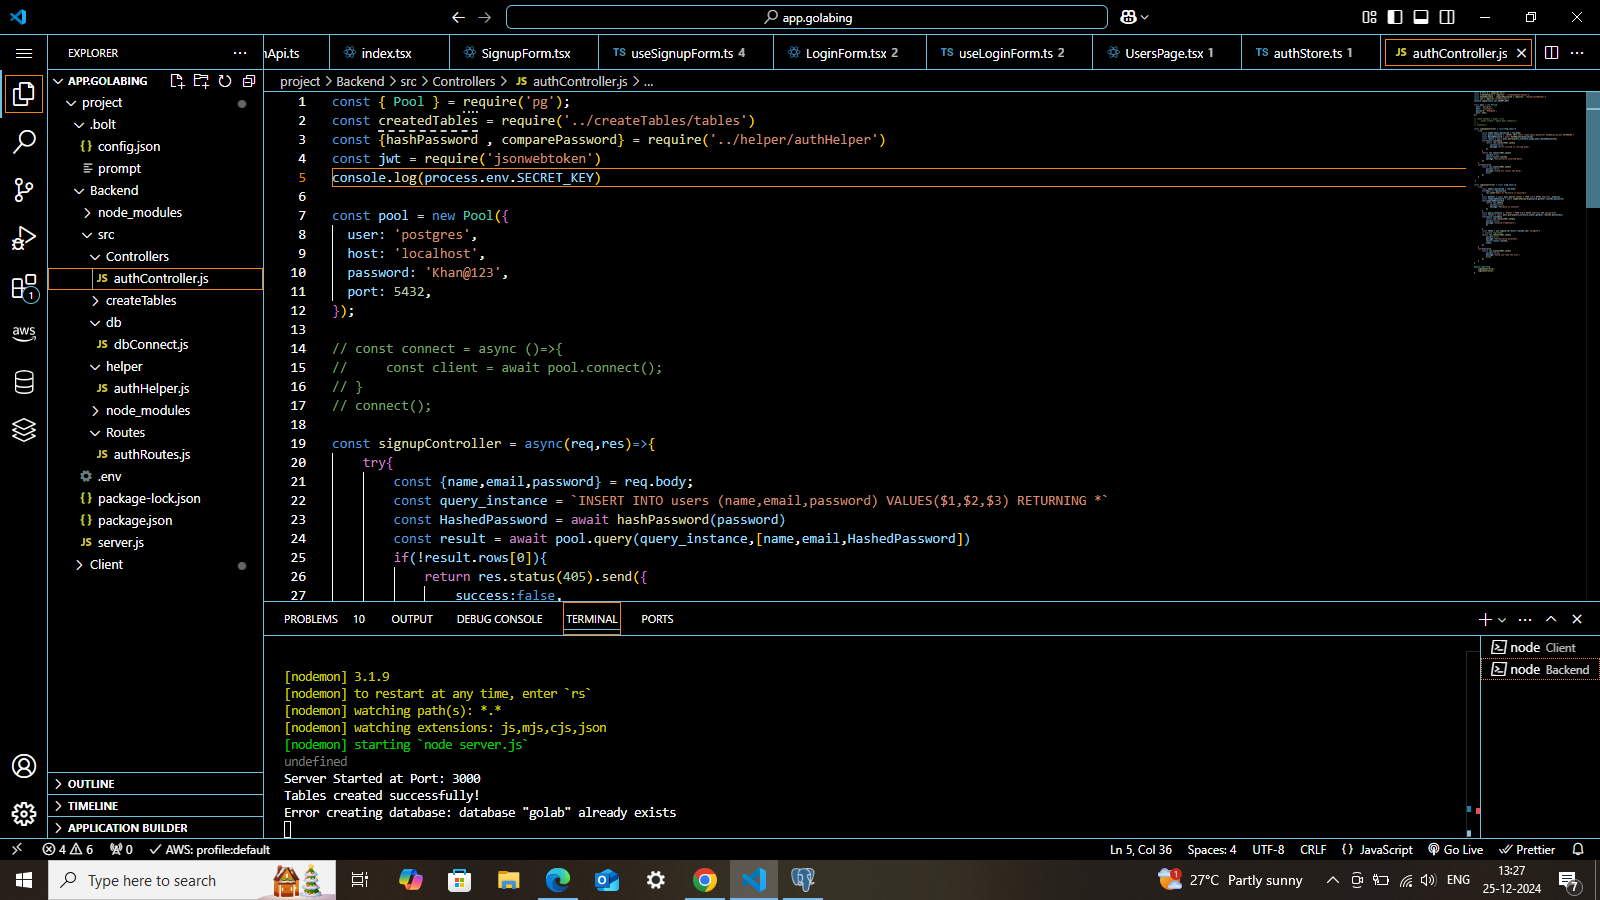 app.golabing
EXPLORER
nApi.ts
index.tsx
SignupForm.tsx
TS useSignupForm.ts 4
LoginForm.tsx 2
TS useLoginForm.ts 2
UsersPage.tsx 1
TS authStore.ts 1
JS authController.js
APP.GOLABING
project > Backend > src > Controllers > JS authController.js > ...
project
.bolt
{} config.json
prompt
Backend
node_modules
src
Controllers
JS authController.js
createTables
db
JS dbConnect.js
helper
JS authHelper.js
node_modules
Routes
JS authRoutes.js
.env
{} package-lock.json
{} package.json
JS server.js
Client
OUTLINE
TIMELINE
APPLICATION BUILDER
1
aws
1 const { Pool } = require('pg');
2 const createdTables = require('../createTables/tables')
3 const {hashPassword , comparePassword} = require('../helper/authHelper')
4 const jwt = require('jsonwebtoken')
5 console.log(process.env.SECRET_KEY)
6
7 const pool = new Pool({
8 user: 'postgres',
9 host: 'localhost',
10 password: 'Khan@123',
11 port: 5432,
12 });
13
14 // const connect = async ()=>{
15 //     const client = await pool.connect();
16 // }
17 // connect();
18
19 const signupController = async(req,res)=>{
20 try{
21 const {name,email,password} = req.body;
22 const query_instance = `INSERT INTO users (name,email,password) VALUES($1,$2,$3) RETURNING *`
23 const HashedPassword = await hashPassword(password)
24 const result = await pool.query(query_instance,[name,email,HashedPassword])
25 if(!result.rows[0]){
26 return res.status(405).send({
27 success:false,
PROBLEMS 10 OUTPUT DEBUG CONSOLE TERMINAL PORTS
node Client
node Backend
[nodemon] 3.1.9
[nodemon] to restart at any time, enter `rs`
[nodemon] watching path(s): *.*
[nodemon] watching extensions: js,mjs,cjs,json
[nodemon] starting `node server.js`
undefined
Server Started at Port: 3000
Tables created successfully!
Error creating database: database "golab" already exists
4 6 0 AWS: profile:default
Ln 5, Col 36 Spaces: 4 UTF-8 CRLF {} JavaScript Go Live Prettier
Type here to search
27°C Partly sunny
ENG
13:27
25-12-2024
7